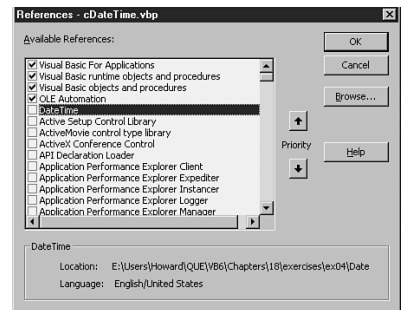 References - cDateTime.vbp
Available References:
OK
Cancel
Browse...
Help
Priority
Visual Basic For Applications
Visual Basic runtime objects and procedures
Visual Basic objects and procedures
OLE Automation
DateTime
Active Setup Control Library
ActiveMovie control type library
ActiveX Conference Control
API Declaration Loader
Application Performance Explorer Client
Application Performance Explorer Expediter
Application Performance Explorer Instancer
Application Performance Explorer Logger
Application Performance Explorer Manager
DateTime
Location: E:\Users\Howard\QUE\VB6\Chapters\18\exercises\ex04\Date
Language: English/United States